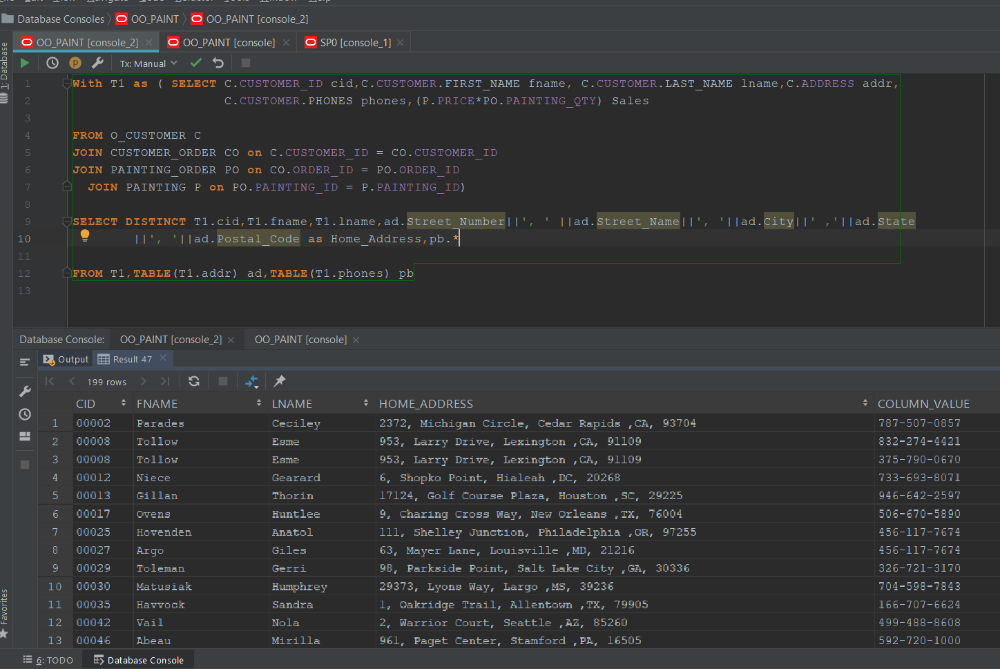 Database Consoles OO_PAINT OO_PAINT [console_2]
OO_PAINT [console_2] OO_PAINT [console] SP0 [console_1]
1: Database
p Tx: Manual
1 With T1 as ( SELECT C.CUSTOMER_ID cid,C.CUSTOMER.FIRST_NAME fname, C.CUSTOMER.LAST_NAME lname,C.ADDRESS addr,
2 C.CUSTOMER.PHONES phones,(P.PRICE*PO.PAINTING_QTY) Sales
3
4 FROM O_CUSTOMER C
5 JOIN CUSTOMER_ORDER CO on C.CUSTOMER_ID = CO.CUSTOMER_ID
6 JOIN PAINTING_ORDER PO on CO.ORDER_ID = PO.ORDER_ID
7 JOIN PAINTING P on PO.PAINTING_ID = P.PAINTING_ID)
8
9 SELECT DISTINCT T1.cid,T1.fname,T1.lname,ad.Street_Number||', ' ||ad.Street_Name||', '||ad.City||' ,'||ad.State
10 ||', '||ad.Postal_Code as Home_Address,pb.*
11
12 FROM T1,TABLE(T1.addr) ad,TABLE(T1.phones) pb
13
Database Console: OO_PAINT [console_2] OO_PAINT [console]
Output Result 47
199 rows
CID FNAME LNAME HOME_ADDRESS COLUMN_VALUE
1 00002 Parades Ceciley 2372, Michigan Circle, Cedar Rapids ,CA, 93704 787-507-0857
2 00008 Tollow Esme 953, Larry Drive, Lexington ,CA, 91109 832-274-4421
3 00008 Tollow Esme 953, Larry Drive, Lexington ,CA, 91109 375-790-0670
4 00012 Niece Gearard 6, Shopko Point, Hialeah ,DC, 20268 733-693-8071
5 00013 Gillan Thorin 17124, Golf Course Plaza, Houston ,SC, 29225 946-642-2597
6 00017 Ovens Huntlee 9, Charing Cross Way, New Orleans ,TX, 76004 506-670-5890
7 00025 Hovenden Anatol 111, Shelley Junction, Philadelphia ,OR, 97255 456-117-7674
8 00027 Argo Giles 63, Mayer Lane, Louisville ,MD, 21216 456-117-7674
9 00029 Toleman Gerri 98, Parkside Point, Salt Lake City ,GA, 30336 326-721-3170
10 00030 Matusiak Humphrey 29373, Lyons Way, Largo ,MS, 39236 704-598-7843
11 00035 Havvock Sandra 1, Oakridge Trail, Allentown ,TX, 79905 166-707-6624
12 00042 Vail Nola 2, Warrior Court, Seattle ,AZ, 85260 499-488-8608
13 00046 Abeau Mirilla 961, Paget Center, Stamford ,PA, 16505 592-720-1000
Favorites
6: TODO Database Console